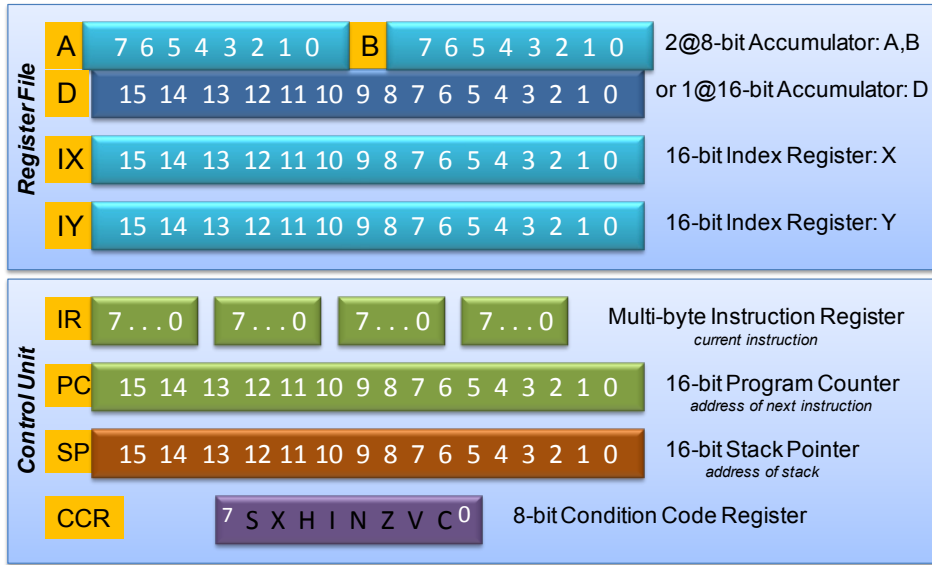 Register File
A 7 6 5 4 3 2 1 0 B 7 6 5 4 3 2 1 0 2@8-bit Accumulator: A,B
D 15 14 13 12 11 10 9 8 7 6 5 4 3 2 1 0 or 1@16-bit Accumulator: D
IX 15 14 13 12 11 10 9 8 7 6 5 4 3 2 1 0 16-bit Index Register: X
IY 15 14 13 12 11 10 9 8 7 6 5 4 3 2 1 0 16-bit Index Register: Y
Control Unit
IR 7...0 7...0 7...0 7...0 Multi-byte Instruction Register
current instruction
PC 15 14 13 12 11 10 9 8 7 6 5 4 3 2 1 0 16-bit Program Counter
address of next instruction
SP 15 14 13 12 11 10 9 8 7 6 5 4 3 2 1 0 16-bit Stack Pointer
address of stack
CCR 7 S X H I N Z V C 0 8-bit Condition Code Register